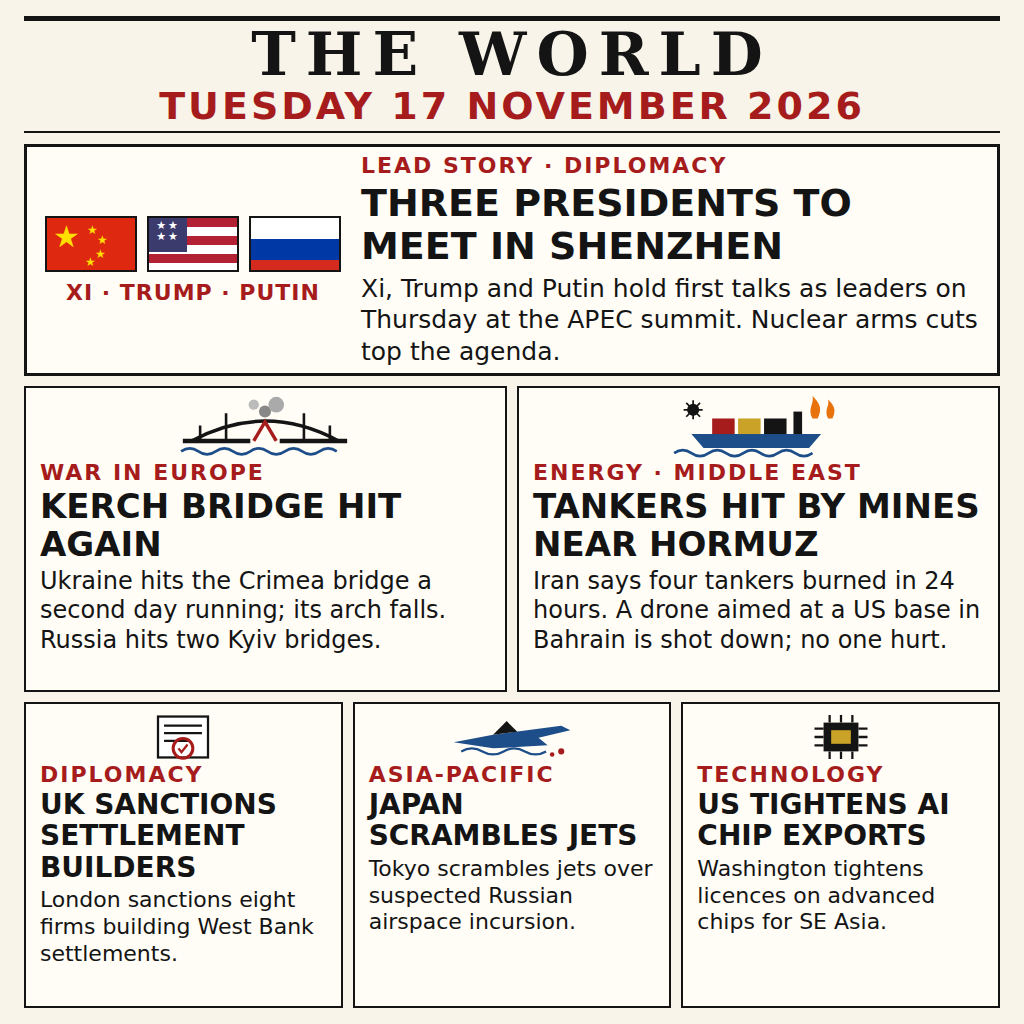 THE WORLD
TUESDAY 17 NOVEMBER 2026
XI · TRUMP · PUTIN
LEAD STORY · DIPLOMACY
THREE PRESIDENTS TO
MEET IN SHENZHEN
Xi, Trump and Putin hold first talks as leaders on
Thursday at the APEC summit. Nuclear arms cuts
top the agenda.
WAR IN EUROPE
KERCH BRIDGE HIT
AGAIN
Ukraine hits the Crimea bridge a
second day running; its arch falls.
Russia hits two Kyiv bridges.
ENERGY · MIDDLE EAST
TANKERS HIT BY MINES
NEAR HORMUZ
Iran says four tankers burned in 24
hours. A drone aimed at a US base in
Bahrain is shot down; no one hurt.
DIPLOMACY
UK SANCTIONS
SETTLEMENT
BUILDERS
London sanctions eight
firms building West Bank
settlements.
ASIA-PACIFIC
JAPAN
SCRAMBLES JETS
Tokyo scrambles jets over
suspected Russian
airspace incursion.
TECHNOLOGY
US TIGHTENS AI
CHIP EXPORTS
Washington tightens
licences on advanced
chips for SE Asia.